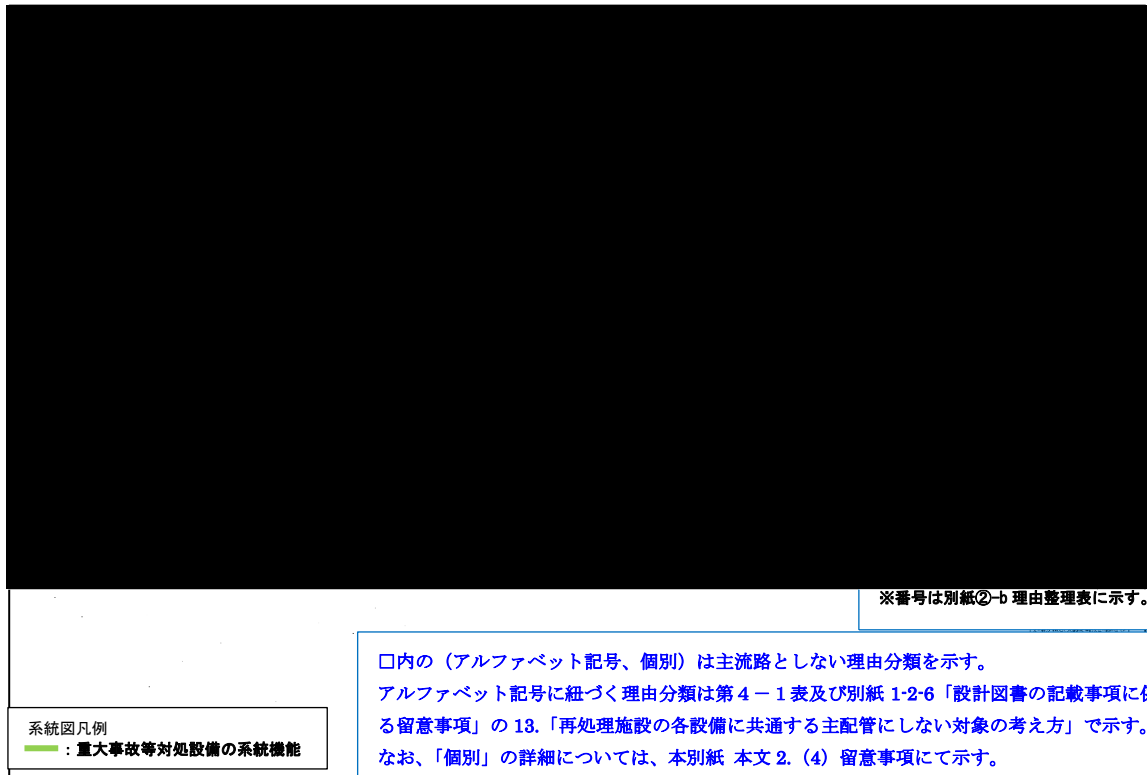 ※番号は別紙②-b 理由整理表に示す。
□内の（アルファベット記号、個別）は主流路としない理由分類を示す。
アルファベット記号に紐づく理由分類は第４－１表及び別紙 1-2-6「設計図書の記載事項に係
る留意事項」の 13.「再処理施設の各設備に共通する主配管にしない対象の考え方」で示す。
なお、「個別」の詳細については、本別紙 本文 2.（4）留意事項にて示す。
系統図凡例
：重大事故等対処設備の系統機能